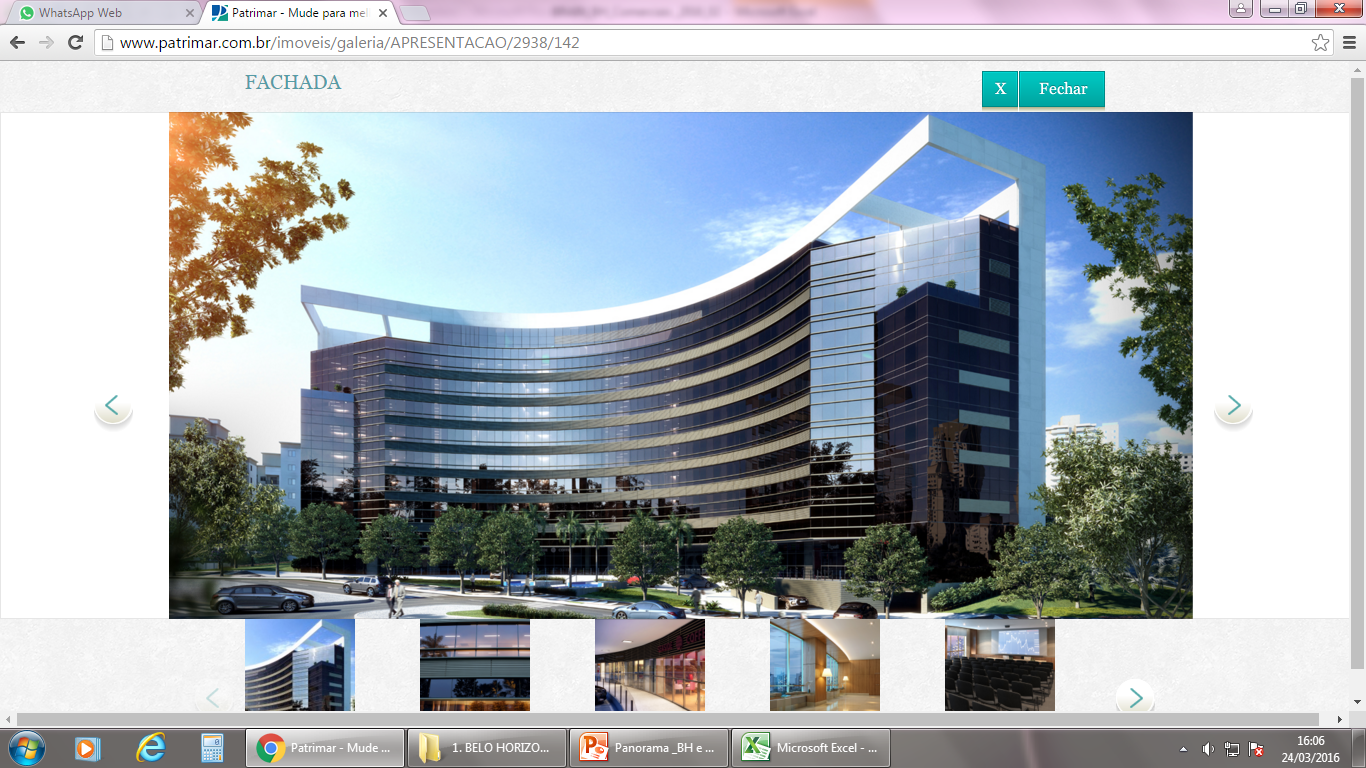 WhatsApp Web
Patrimar - Mude para mel
www.patrimar.com.br/imoveis/galeria/APRESENTACAO/2938/142
FACHADA
X Fechar
Patrimar - Mude ...
1. BELO HORIZO...
Panorama _BH e ...
Microsoft Excel - ...
16:06
24/03/2016